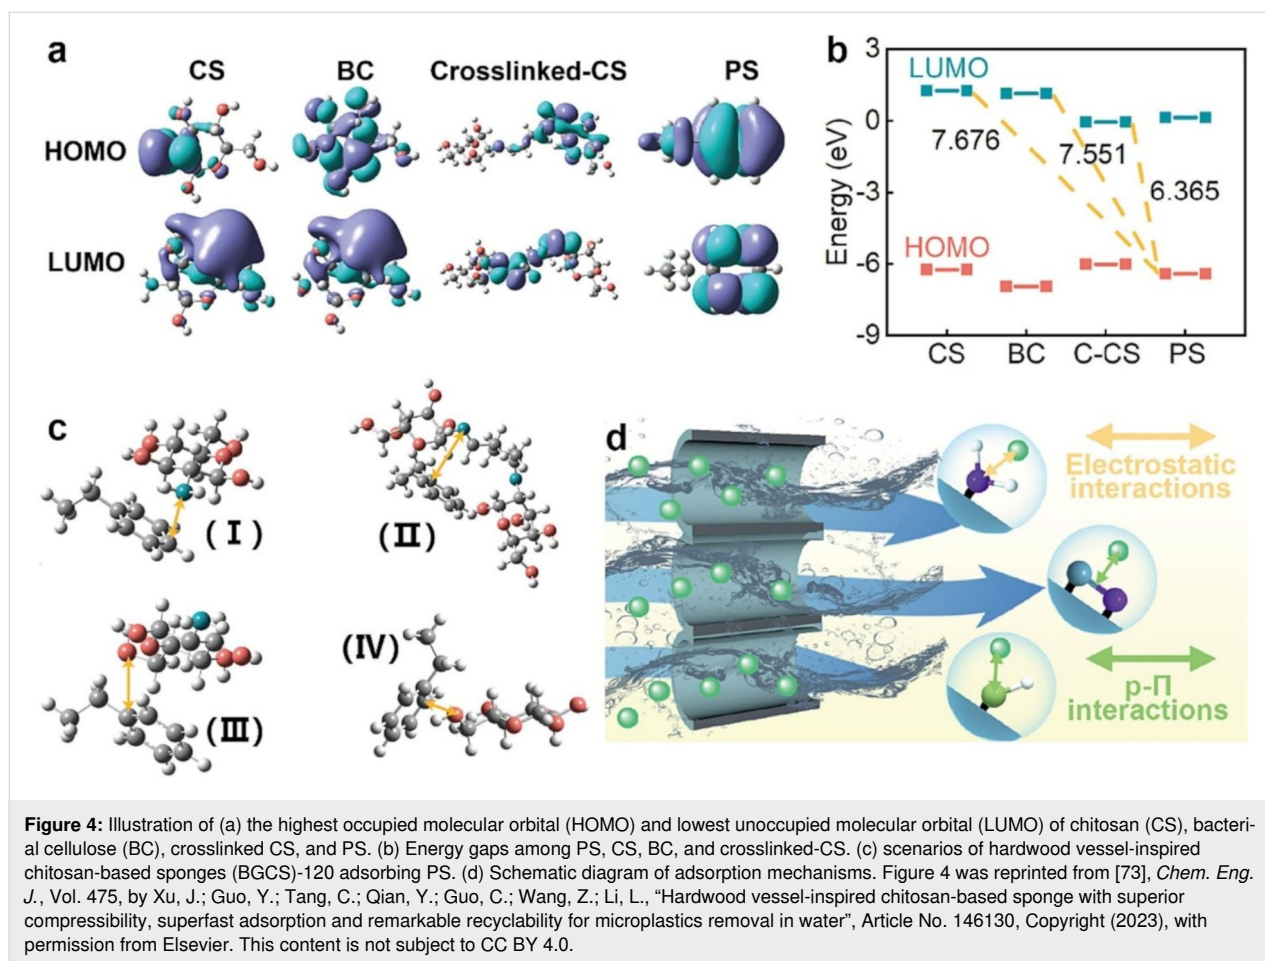 a
CS
BC
Crosslinked-CS
PS
HOMO
LUMO
b
3
0
-3
-6
-9
Energy (eV)
LUMO
7.676
7.551
6.365
HOMO
CS
BC
C-CS
PS
c
(I)
(II)
(III)
(IV)
d
Electrostatic
interactions
p-Π
interactions
Figure 4: Illustration of (a) the highest occupied molecular orbital (HOMO) and lowest unoccupied molecular orbital (LUMO) of chitosan (CS), bacteri-
al cellulose (BC), crosslinked CS, and PS. (b) Energy gaps among PS, CS, BC, and crosslinked-CS. (c) scenarios of hardwood vessel-inspired
chitosan-based sponges (BGCS)-120 adsorbing PS. (d) Schematic diagram of adsorption mechanisms. Figure 4 was reprinted from [73], Chem. Eng.
J., Vol. 475, by Xu, J.; Guo, Y.; Tang, C.; Qian, Y.; Guo, C.; Wang, Z.; Li, L., “Hardwood vessel-inspired chitosan-based sponge with superior
compressibility, superfast adsorption and remarkable recyclability for microplastics removal in water”, Article No. 146130, Copyright (2023), with
permission from Elsevier. This content is not subject to CC BY 4.0.